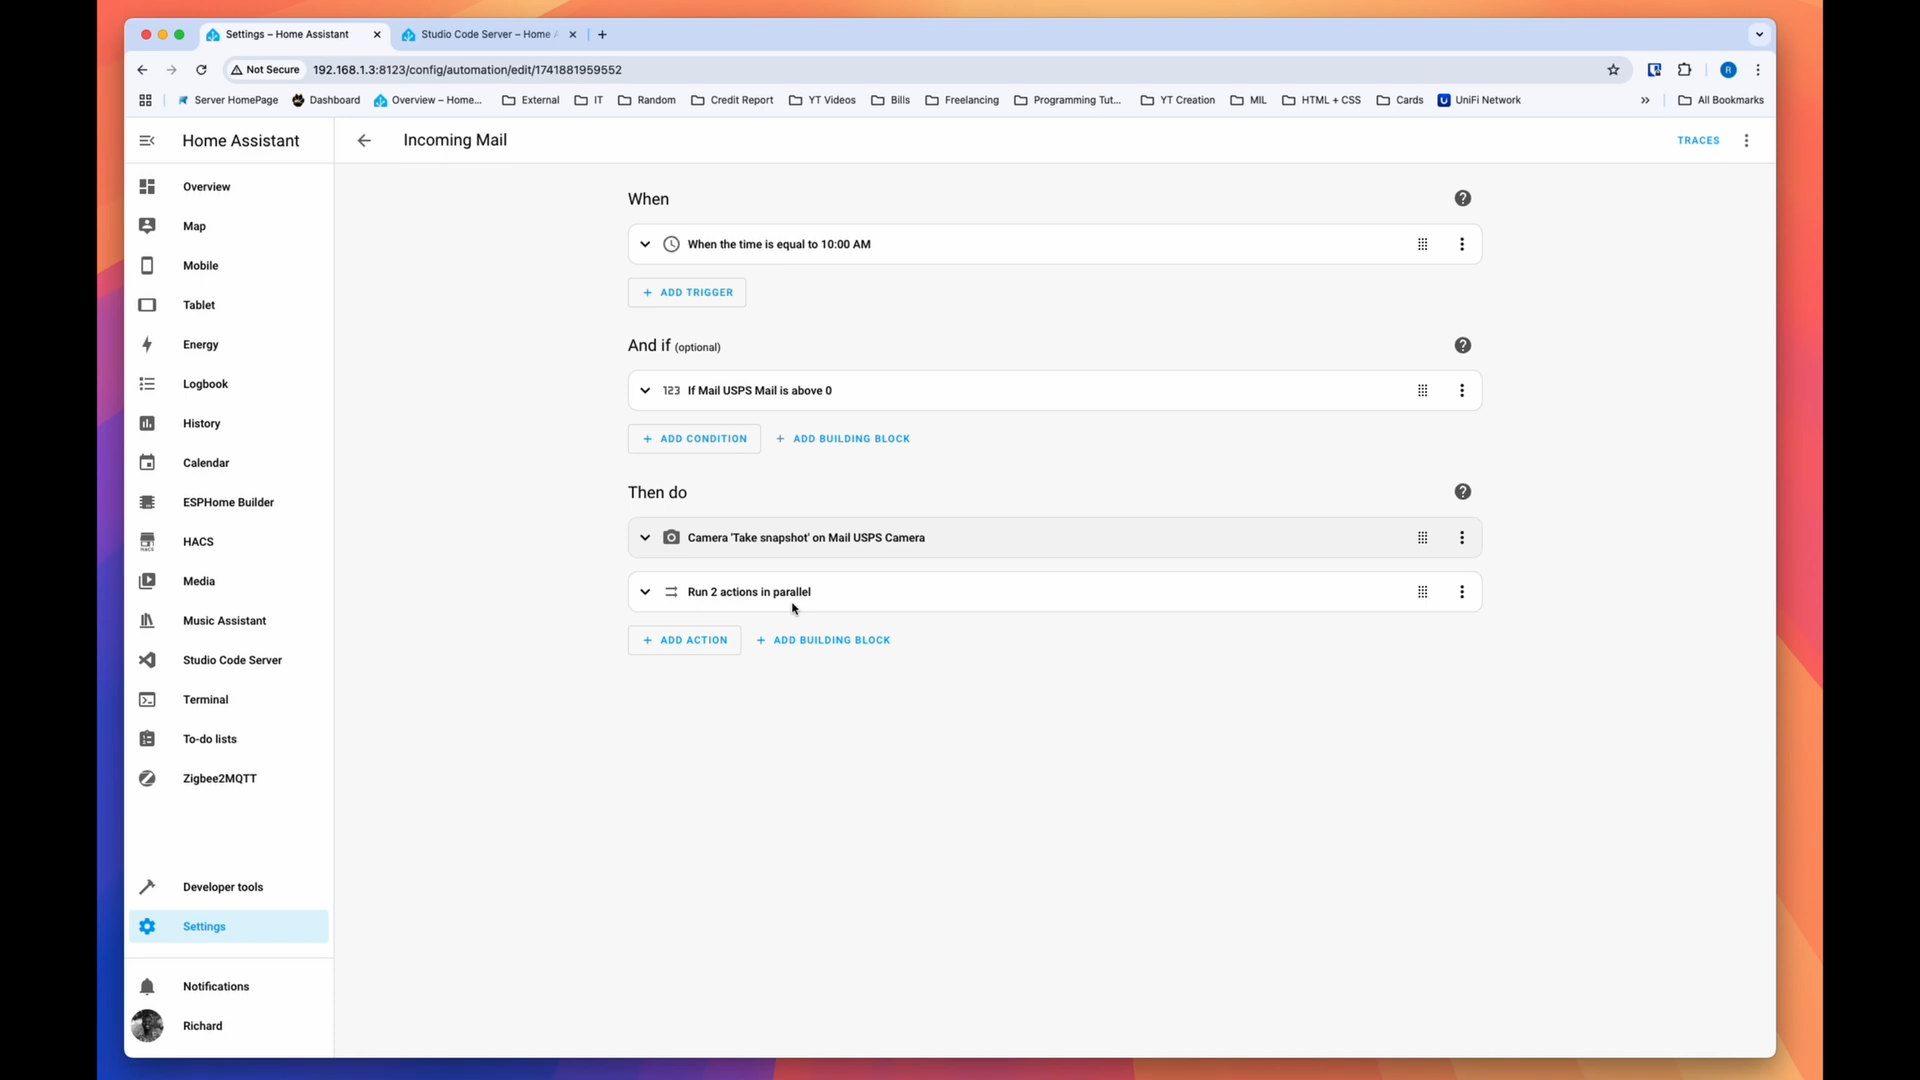 Settings – Home Assistant
Studio Code Server – Home A
Not Secure
192.168.1.3:8123/config/automation/edit/1741881959552
R
Server HomePage
Dashboard
Overview – Home...
External
IT
Random
Credit Report
YT Videos
Bills
Freelancing
Programming Tut...
YT Creation
MIL
HTML + CSS
Cards
UniFi Network
All Bookmarks
Home Assistant
Incoming Mail
TRACES
Overview
Map
Mobile
Tablet
Energy
Logbook
History
Calendar
ESPHome Builder
HACS
HACS
Media
Music Assistant
Studio Code Server
Terminal
To-do lists
Zigbee2MQTT
Developer tools
Settings
Notifications
Richard
When
When the time is equal to 10:00 AM
+ ADD TRIGGER
And if (optional)
123 If Mail USPS Mail is above 0
+ ADD CONDITION + ADD BUILDING BLOCK
Then do
Camera 'Take snapshot' on Mail USPS Camera
Run 2 actions in parallel
+ ADD ACTION + ADD BUILDING BLOCK